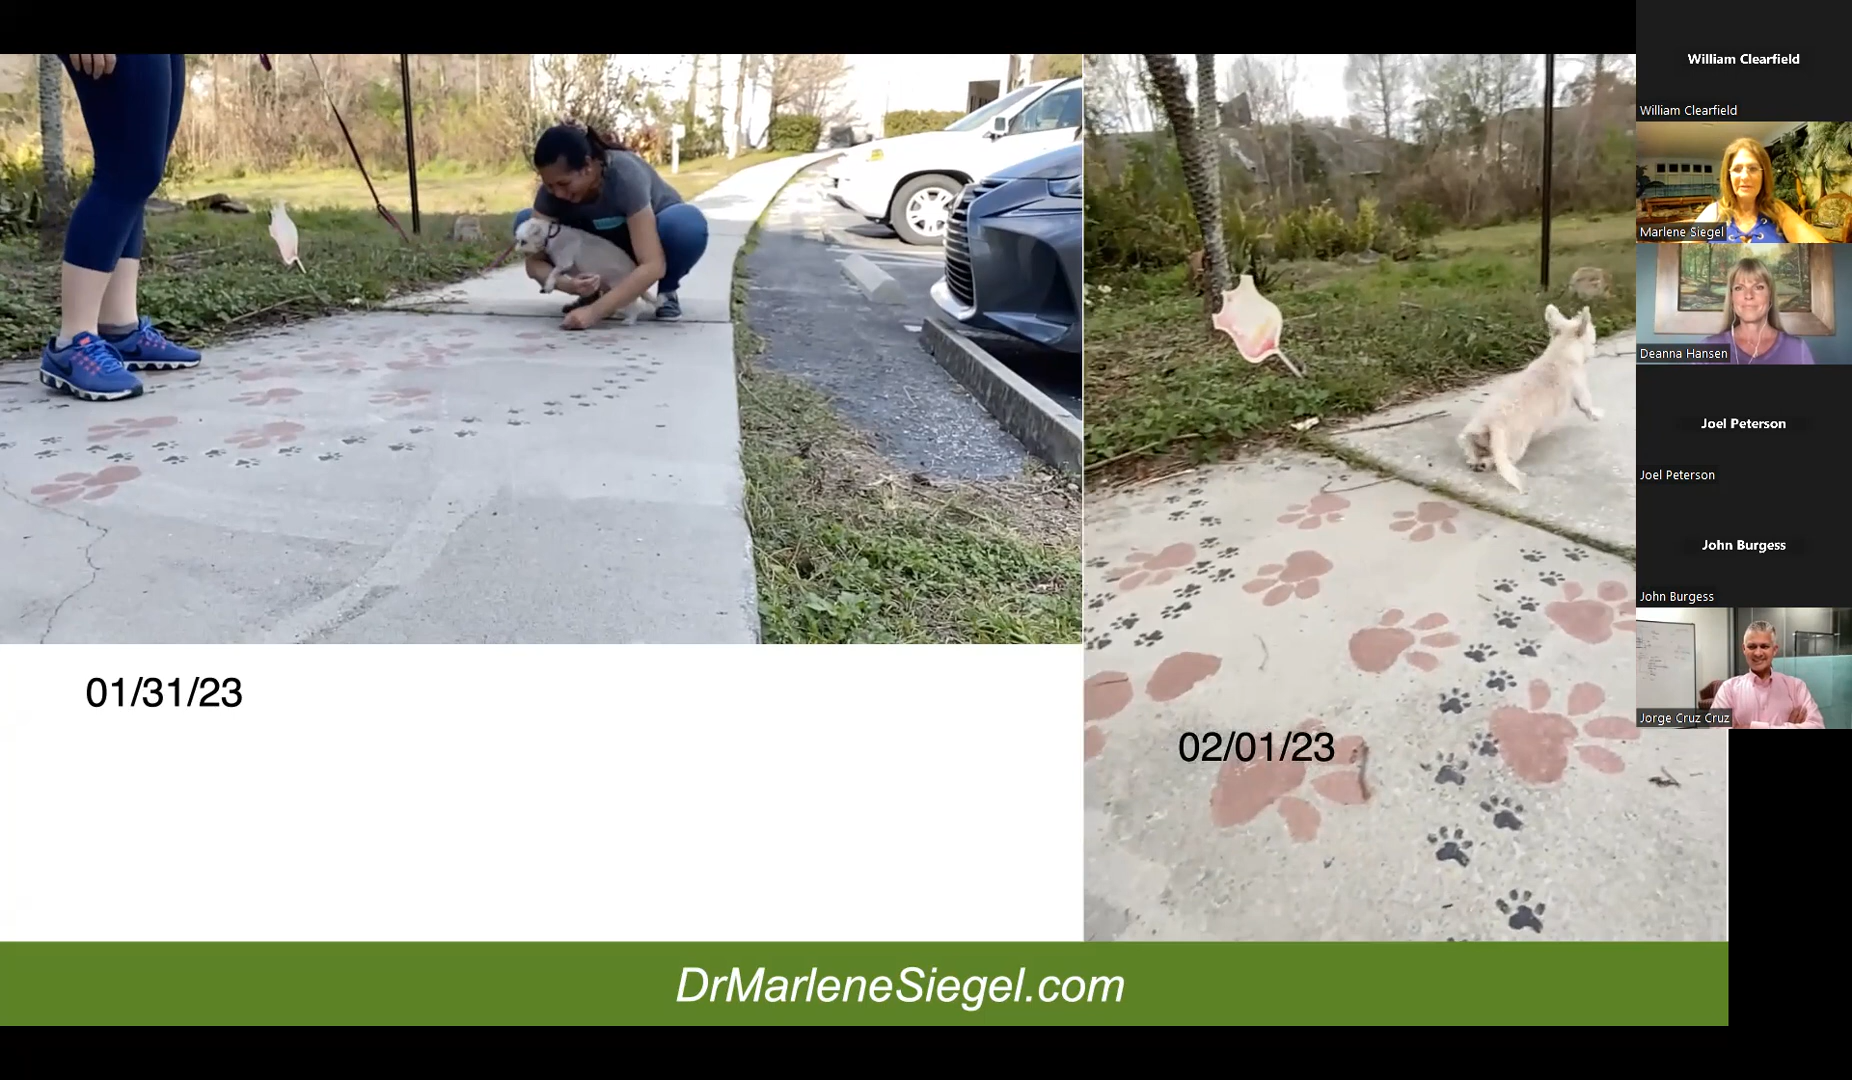 01/31/23
02/01/23
DrMarleneSiegel.com
William Clearfield
William Clearfield
Marlene Siegel
Deanna Hansen
Joel Peterson
Joel Peterson
John Burgess
John Burgess
Jorge Cruz Cruz